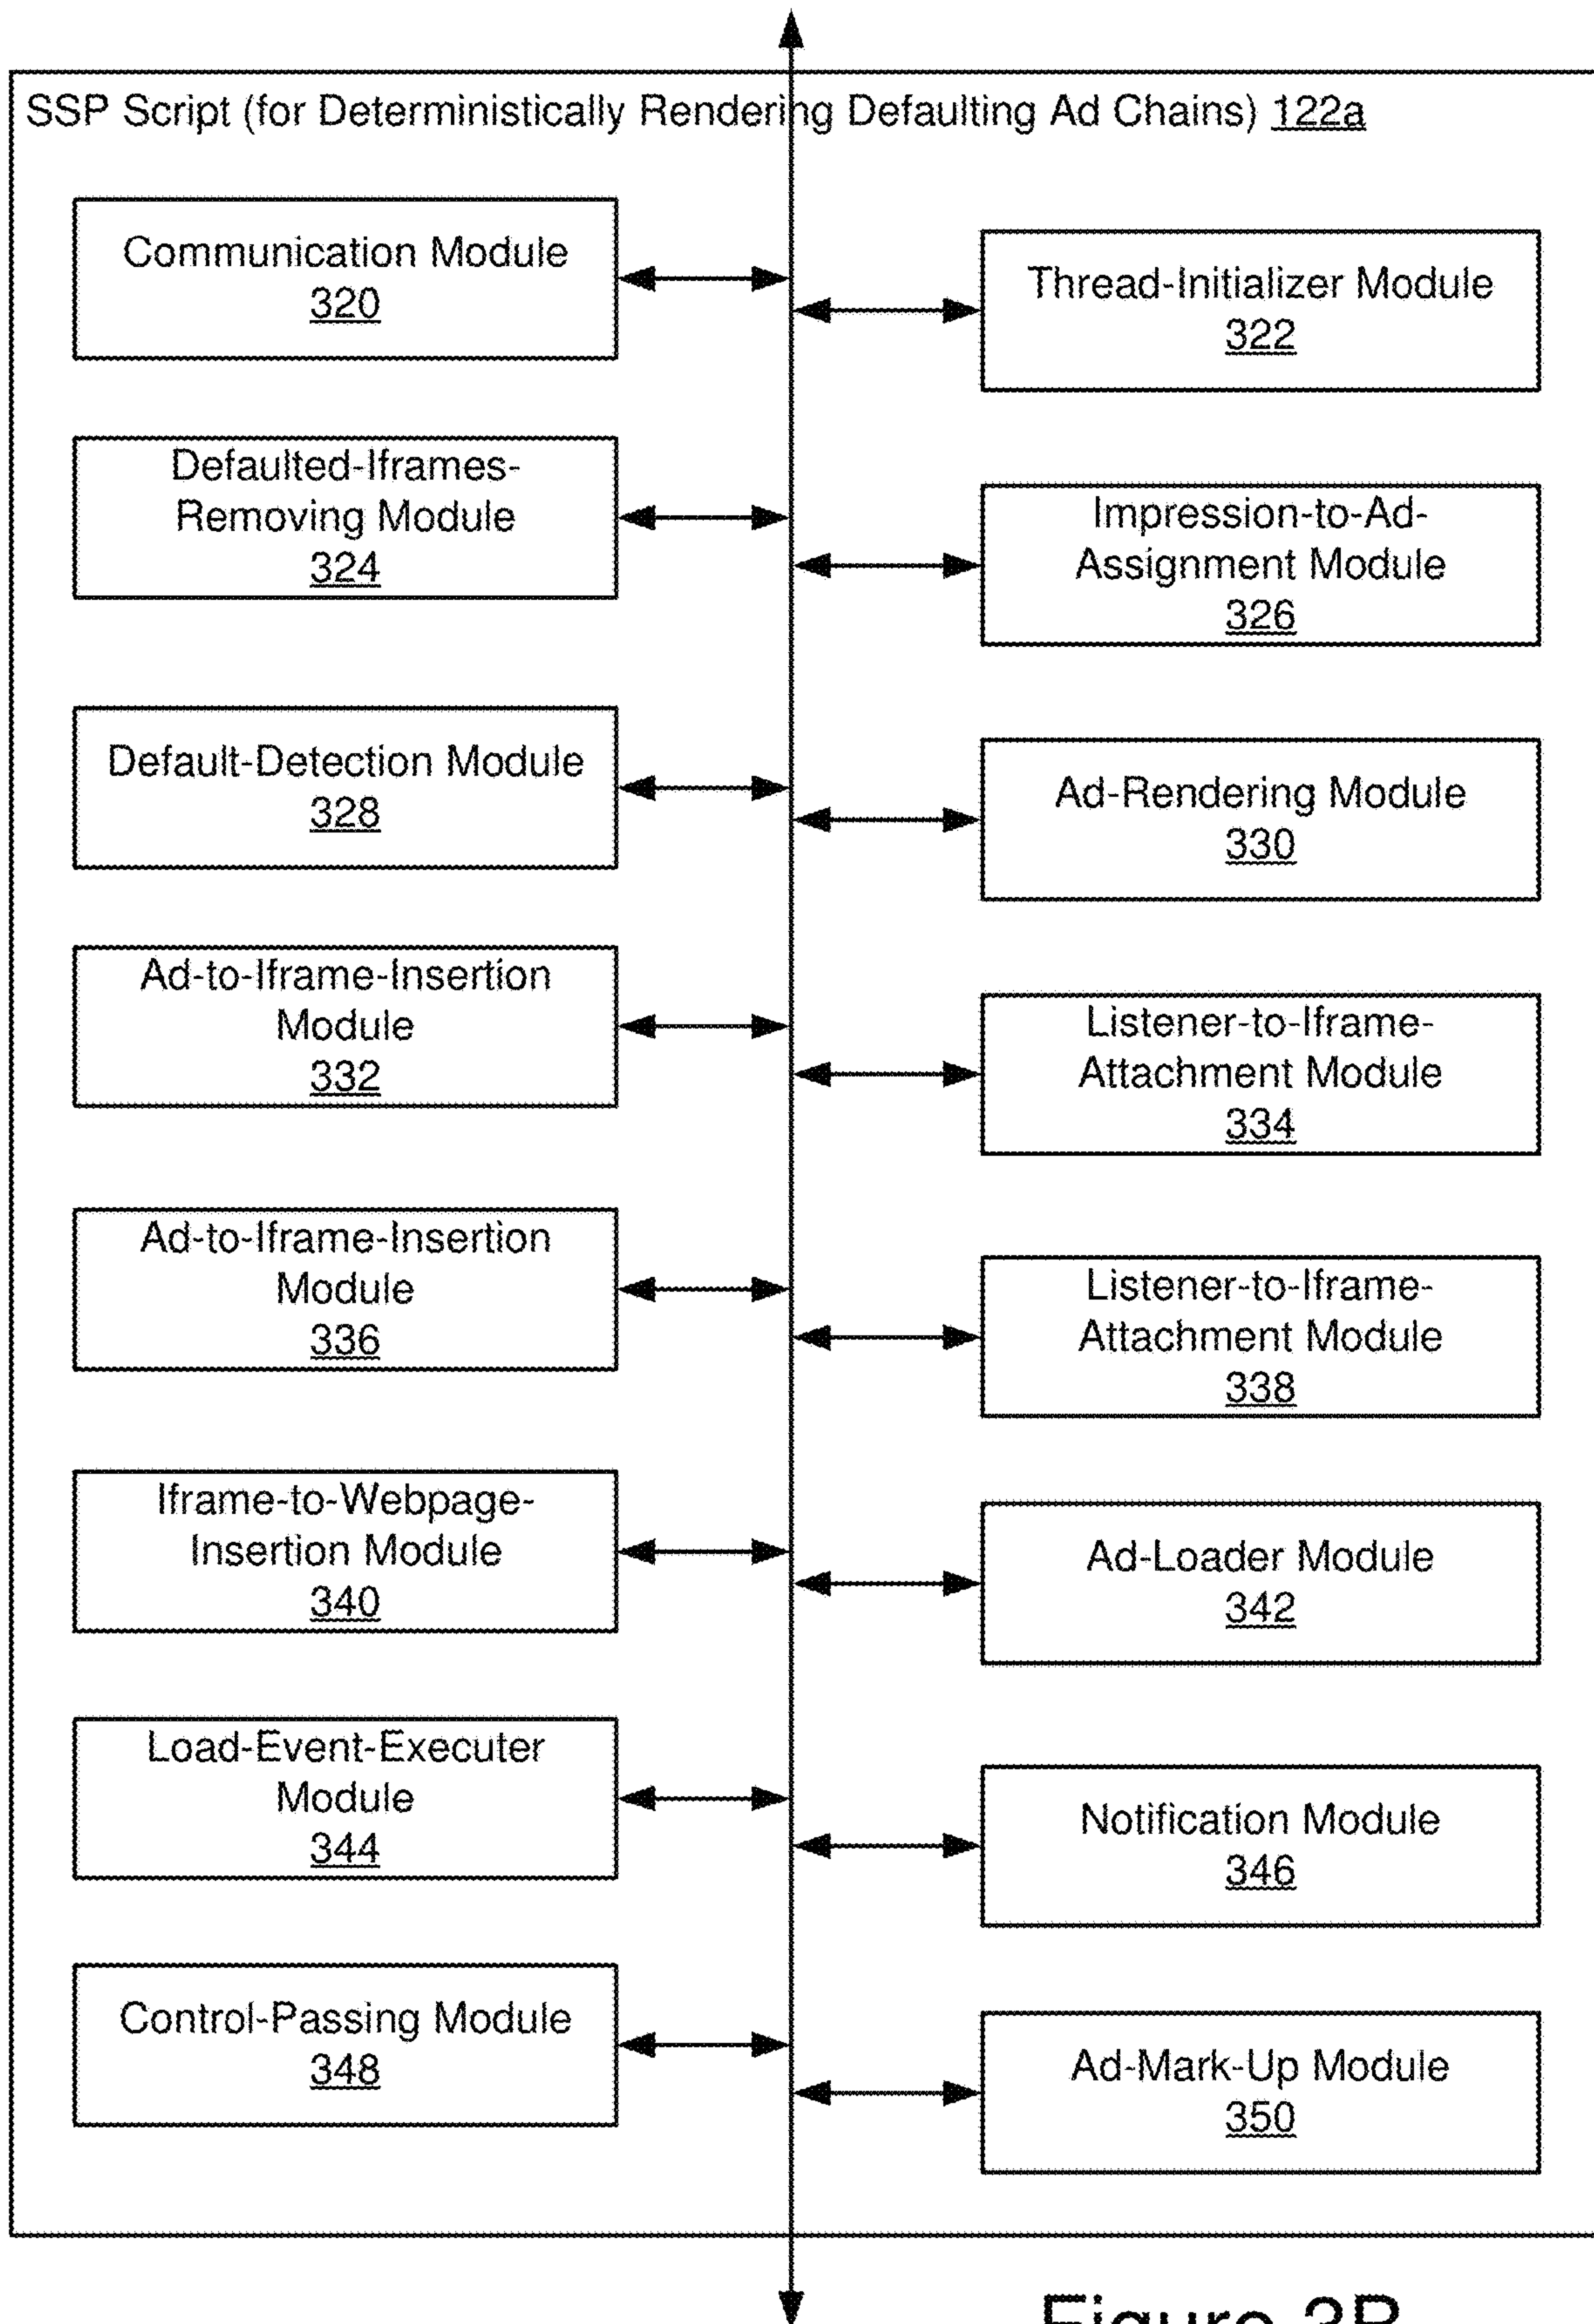 SSP Script (for Deterministically Rendering Defaulting Ad Chains) 122a
Communication Module
320
Thread-Initializer Module
322
Defaulted-Iframes-
Removing Module
324
Impression-to-Ad-
Assignment Module
326
Default-Detection Module
328
Ad-Rendering Module
330
Ad-to-Iframe-Insertion
Module
332
Listener-to-Iframe-
Attachment Module
334
Ad-to-Iframe-Insertion
Module
336
Listener-to-Iframe-
Attachment Module
338
Iframe-to-Webpage-
Insertion Module
340
Ad-Loader Module
342
Load-Event-Executer
Module
344
Notification Module
346
Control-Passing Module
348
Ad-Mark-Up Module
350
Figure 3B